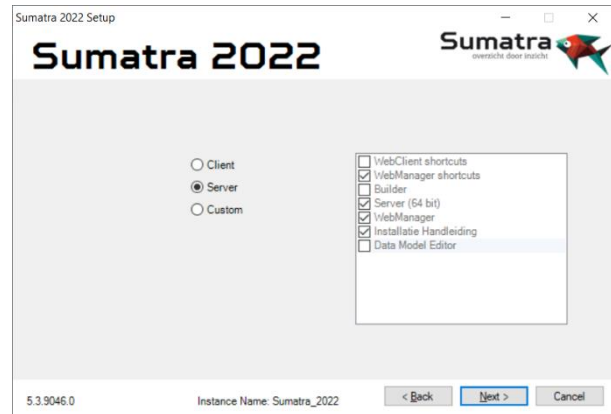 Sumatra 2022 Setup
Sumatra 2022
Sumatra
overzicht door inzicht
Client
Server
Custom
WebClient shortcuts
WebManager shortcuts
Builder
Server (64 bit)
WebManager
Installatie Handleiding
Data Model Editor
5.3.9046.0
Instance Name: Sumatra_2022
< Back
Next >
Cancel